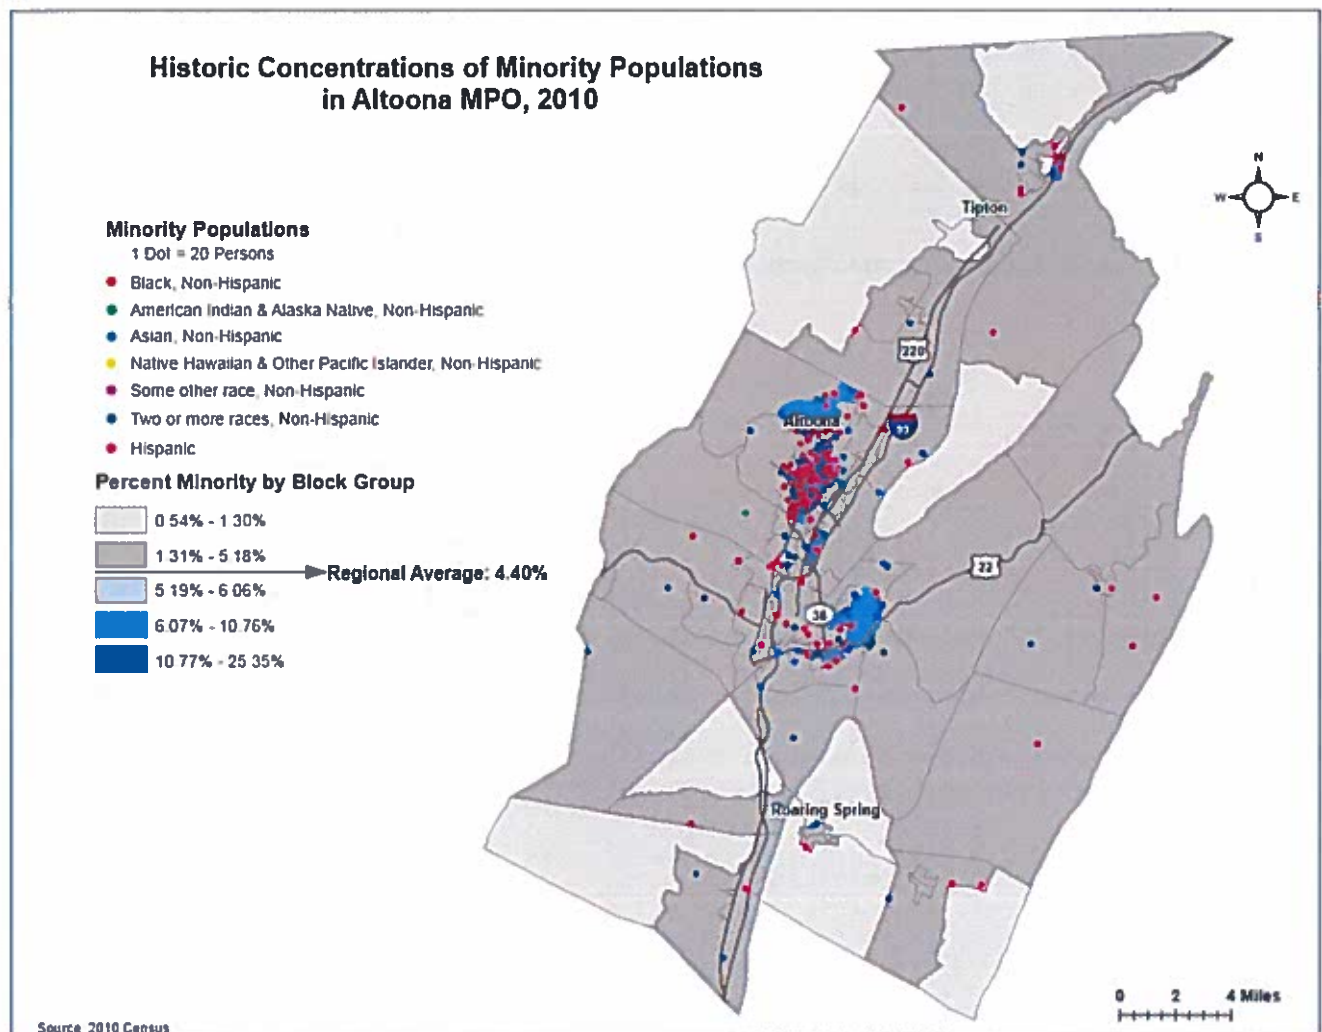 Historic Concentrations of Minority Populations
in Altoona MPO, 2010
Minority Populations
1 Dot = 20 Persons
Black, Non-Hispanic
American Indian & Alaska Native, Non-Hispanic
Asian, Non-Hispanic
Native Hawaiian & Other Pacific Islander, Non-Hispanic
Some other race, Non-Hispanic
Two or more races, Non-Hispanic
Hispanic
Percent Minority by Block Group
0.54% - 1.30%
1.31% - 5.18%
Regional Average: 4.40%
5.19% - 6.06%
6.07% - 10.76%
10.77% - 25.35%
N
W E
S
Tipton
220
Altoona
22
36
Roaring Spring
0 2 4 Miles
Source 2010 Census